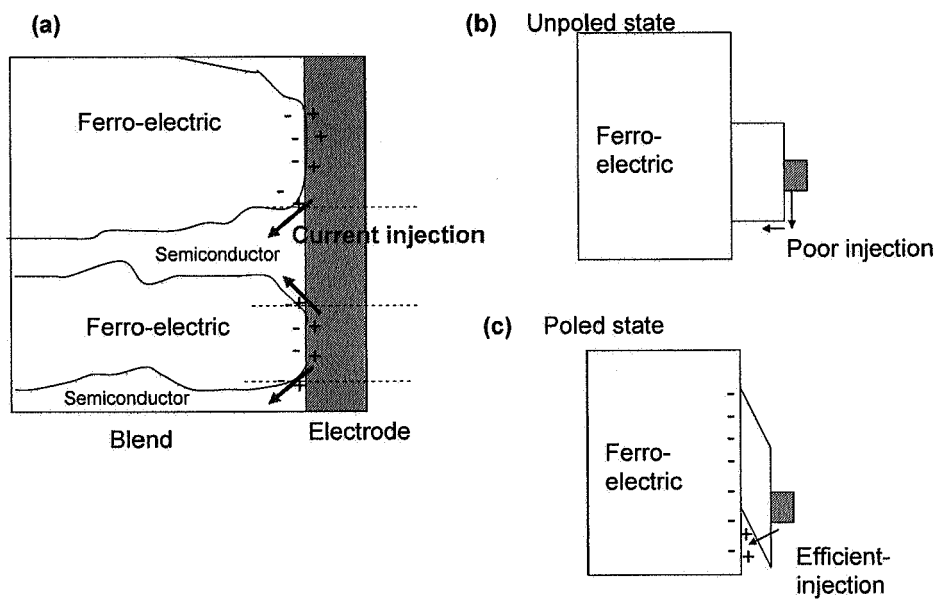 (a)
Ferro-electric
Current injection
Semiconductor
Ferro-electric
Semiconductor
Blend
Electrode
(b) Unpoled state
Ferro-
electric
Poor injection
(c) Poled state
Ferro-
electric
Efficient-
injection